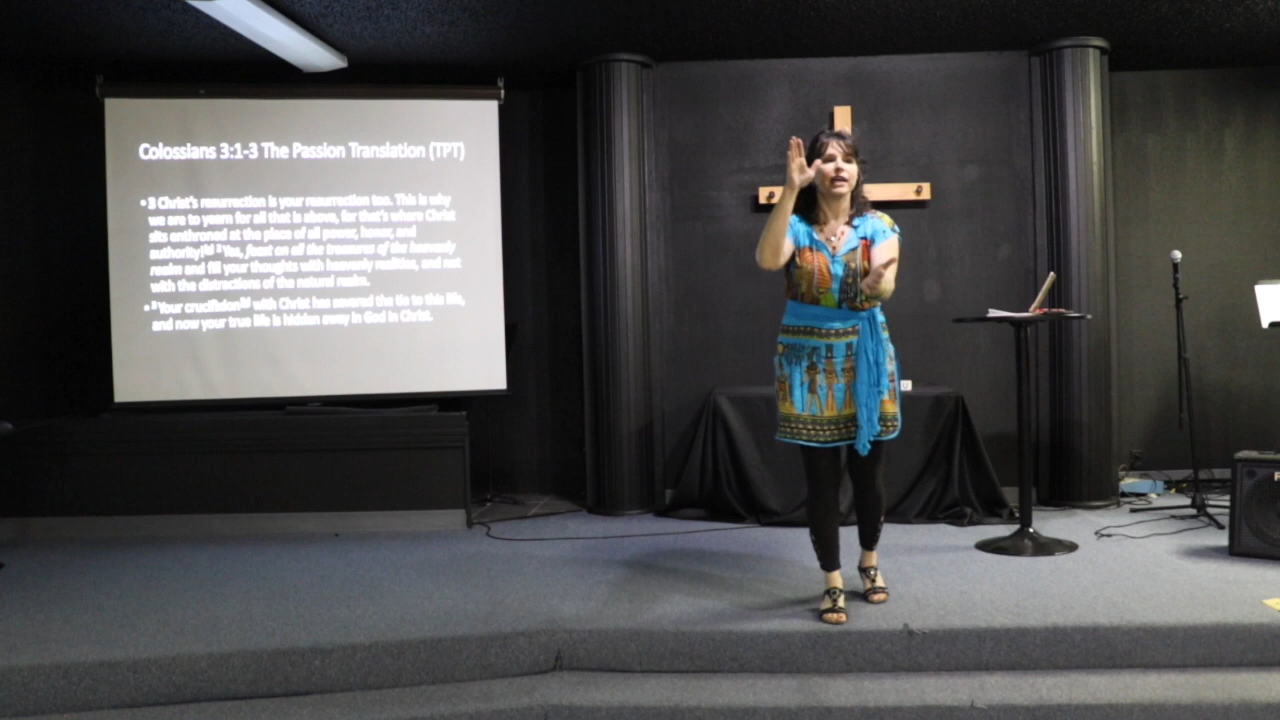 Colossians 3:1-3 The Passion Translation (TPT)
• 3 Christ's resurrection is your resurrection too. This is why
we are to yearn for all that is above, for that's where Christ
sits enthroned at the place of all power, honor, and
authority! Yes, feast on all the treasures of the heavenly
realm and fill your thoughts with heavenly realities, and not
with the distractions of the natural realm.
• Your crucifixion with Christ has severed the tie to this life,
and now your true life is hidden away in God in Christ.